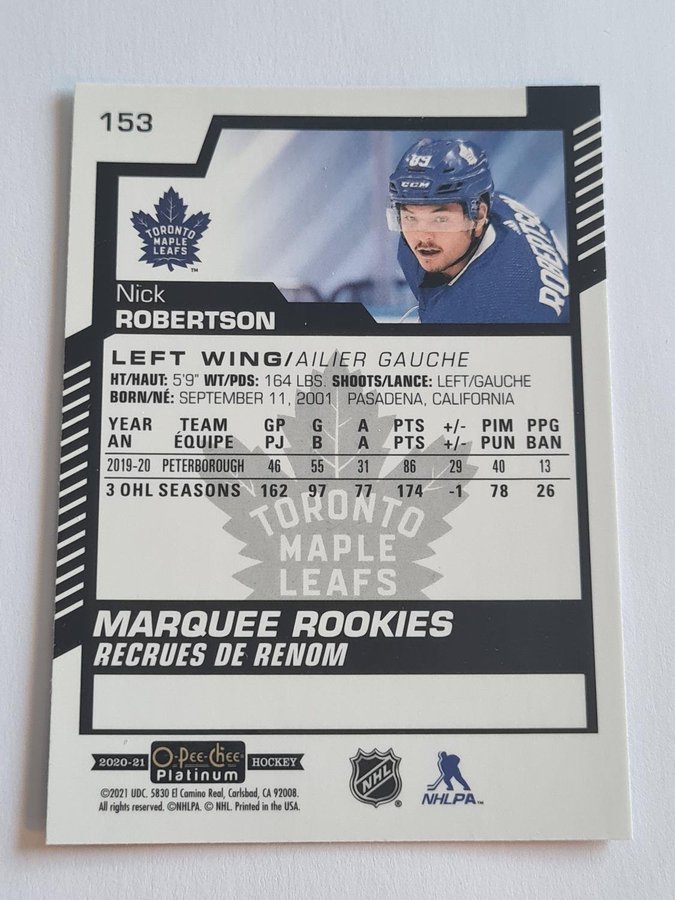 153
89
CCM
ROBERTSON
TORONTO
MAPLE
LEAFS
TM
Nick
ROBERTSON
LEFT WING/AILIER GAUCHE
HT/HAUT: 5'9" WT/PDS: 164 LBS. SHOOTS/LANCE: LEFT/GAUCHE
BORN/NÉ: SEPTEMBER 11, 2001 PASADENA, CALIFORNIA
YEAR TEAM GP G A PTS +/- PIM PPG
AN ÉQUIPE PJ B A PTS +/- PUN BAN
2019-20 PETERBOROUGH 46 55 31 86 29 40 13
3 OHL SEASONS 162 97 77 174 -1 78 26
TORONTO
MAPLE
LEAFS
MARQUEE ROOKIES
RECRUES DE RENOM
2020-21 O-Pee-Chee Platinum HOCKEY
NHL ®
NHLPA TM
©2021 UDC. 5830 El Camino Real, Carlsbad, CA 92008.
All rights reserved. ©NHLPA. © NHL. Printed in the USA.